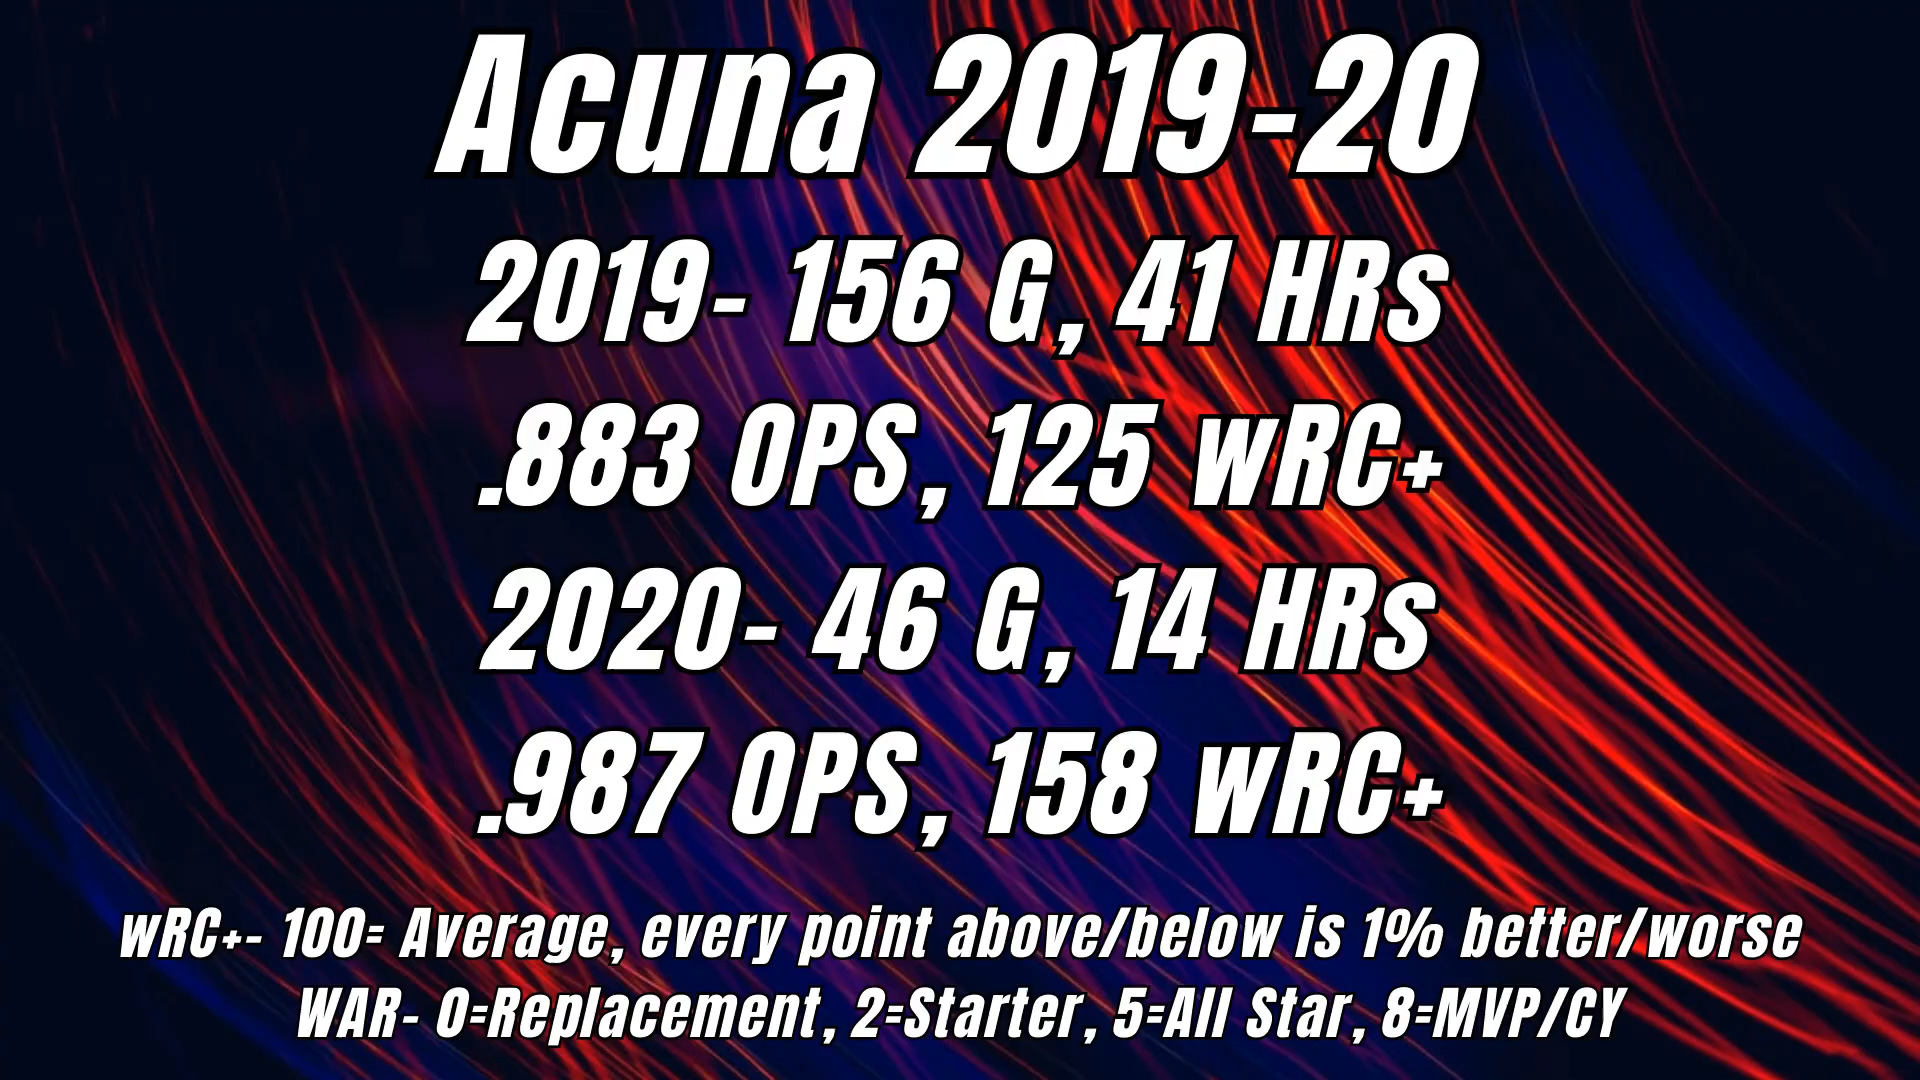 Acuna 2019-20
2019- 156 G, 41 HRs
.883 OPS, 125 wRC+
2020- 46 G, 14 HRs
.987 OPS, 158 wRC+
wRC+- 100= Average, every point above/below is 1% better/worse
WAR- 0=Replacement, 2=Starter, 5=All Star, 8=MVP/CY